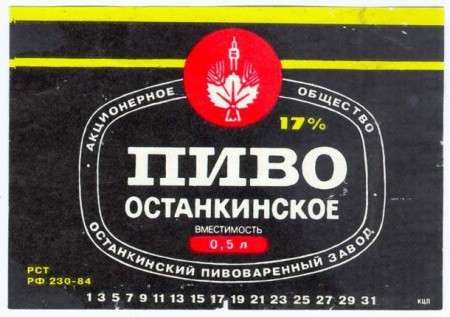 АКЦИОНЕРНОЕ ОБЩЕСТВО
17%
ПИВО
ОСТАНКИНСКОЕ
ВМЕСТИМОСТЬ
0,5 л
ОСТАНКИНСКИЙ ПИВОВАРЕННЫЙ ЗАВОД
РСТ
РФ 230-84
1 3 5 7 9 11 13 15 17 19 21 23 25 27 29 31
КЦП